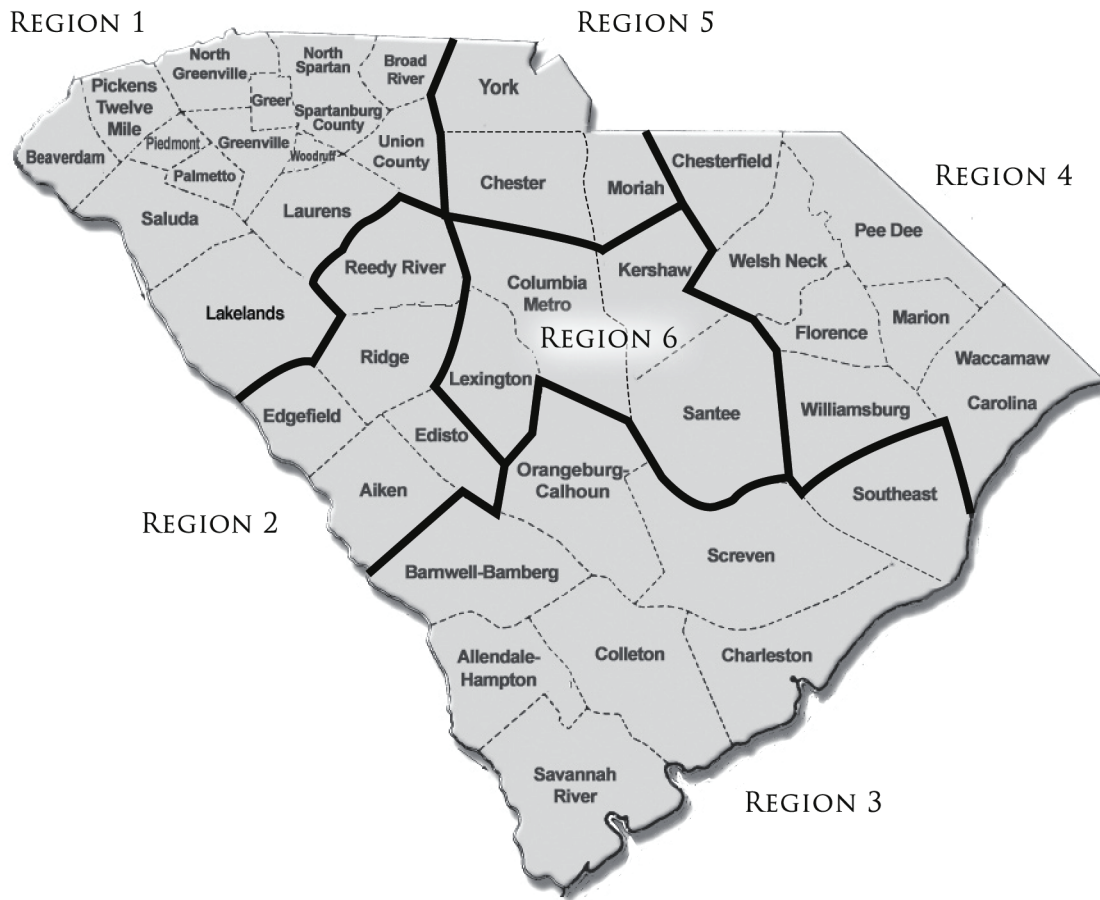 REGION 1
REGION 5
North
Greenville
North
Spartan
Broad
River
York
Pickens
Twelve
Mile
Greer
Spartanburg
County
Beaverdam
Piedmont
Greenville
Woodruff
Union
County
Palmetto
Chester
Moriah
Chesterfield
REGION 4
Saluda
Laurens
Pee Dee
Reedy River
Columbia
Metro
Kershaw
Welsh Neck
Lakelands
REGION 6
Florence
Marion
Ridge
Lexington
Waccamaw
Edgefield
Edisto
Santee
Williamsburg
Carolina
Aiken
Orangeburg-
Calhoun
Southeast
REGION 2
Barnwell-Bamberg
Screven
Allendale-
Hampton
Colleton
Charleston
Savannah
River
REGION 3